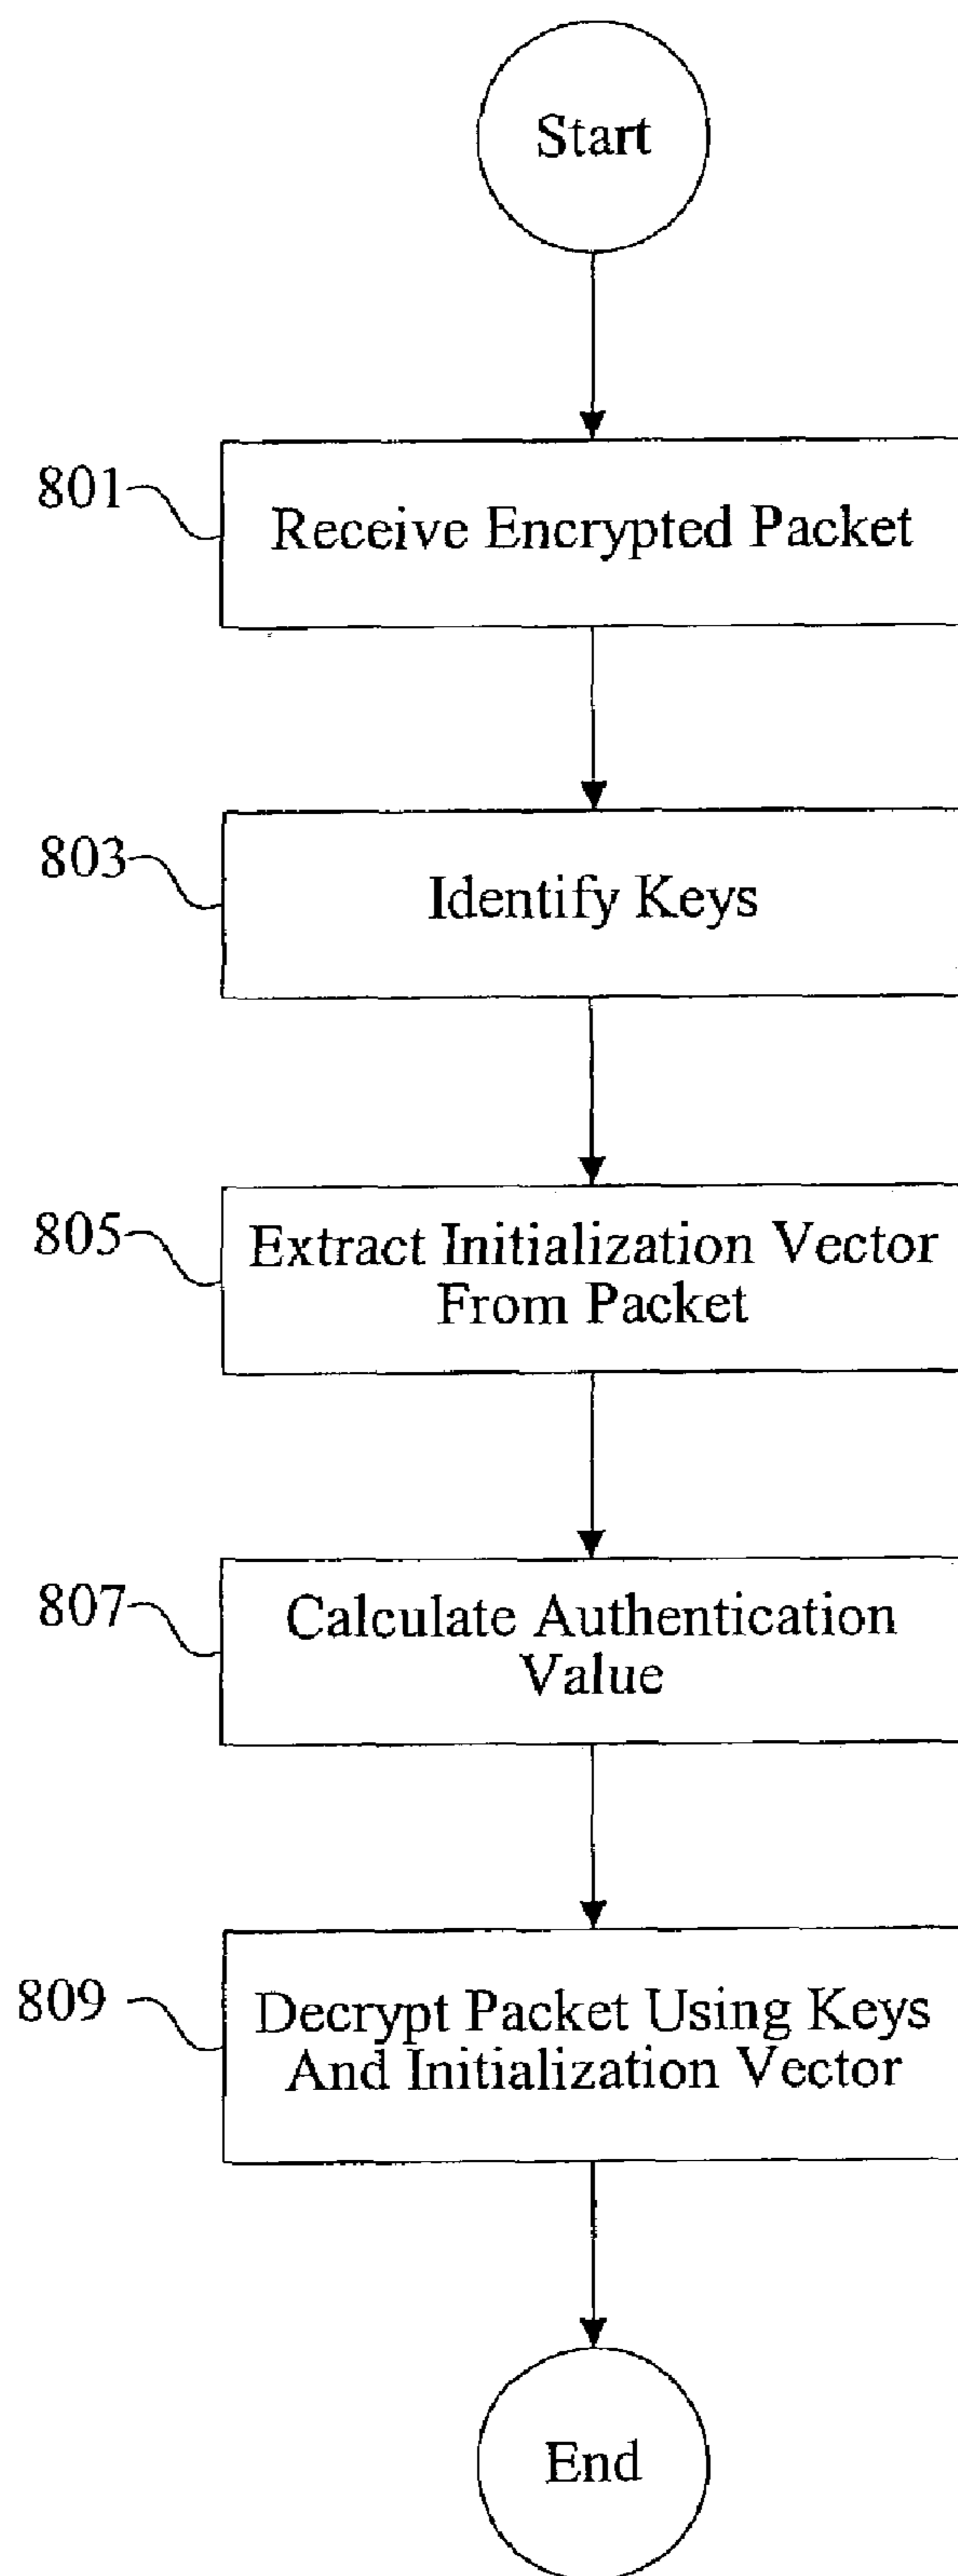 Start
801
Receive Encrypted Packet
803
Identify Keys
805
Extract Initialization Vector
From Packet
807
Calculate Authentication
Value
809
Decrypt Packet Using Keys
And Initialization Vector
End